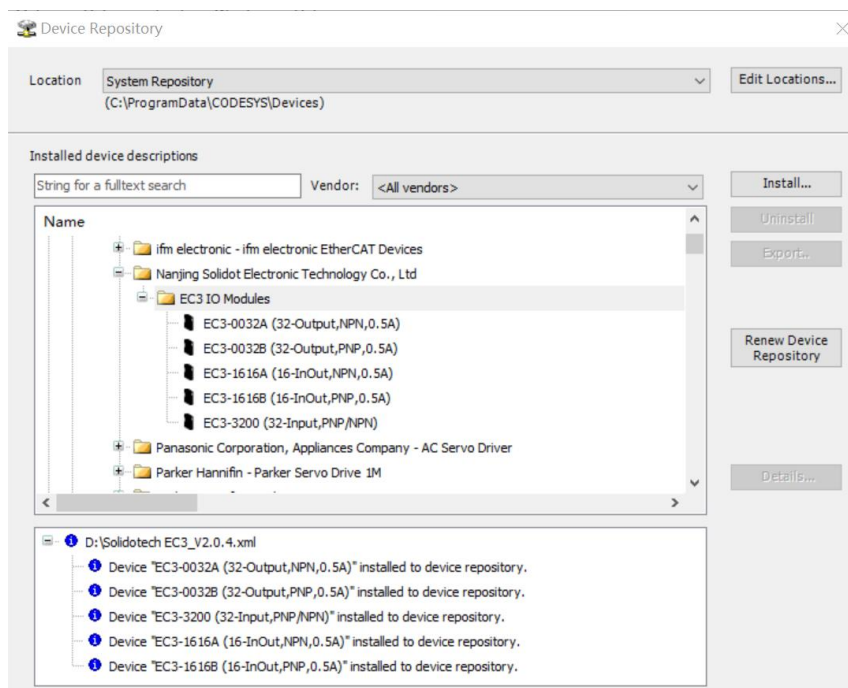 Device Repository
Location
System Repository
Edit Locations...
(C:\ProgramData\CODESYS\Devices)
Installed device descriptions
String for a fulltext search
Vendor:
<All vendors>
Install...
Name
Uninstall
ifm electronic - ifm electronic EtherCAT Devices
Export..
Nanjing Solidot Electronic Technology Co., Ltd
EC3 IO Modules
EC3-0032A (32-Output,NPN,0.5A)
EC3-0032B (32-Output,PNP,0.5A)
Renew Device
Repository
EC3-1616A (16-InOut,NPN,0.5A)
EC3-1616B (16-InOut,PNP,0.5A)
EC3-3200 (32-Input,PNP/NPN)
Panasonic Corporation, Appliances Company - AC Servo Driver
Parker Hannifin - Parker Servo Drive 1M
Details...
D:\Solidotech EC3_V2.0.4.xml
Device "EC3-0032A (32-Output,NPN,0.5A)" installed to device repository.
Device "EC3-0032B (32-Output,PNP,0.5A)" installed to device repository.
Device "EC3-3200 (32-Input,PNP/NPN)" installed to device repository.
Device "EC3-1616A (16-InOut,NPN,0.5A)" installed to device repository.
Device "EC3-1616B (16-InOut,PNP,0.5A)" installed to device repository.